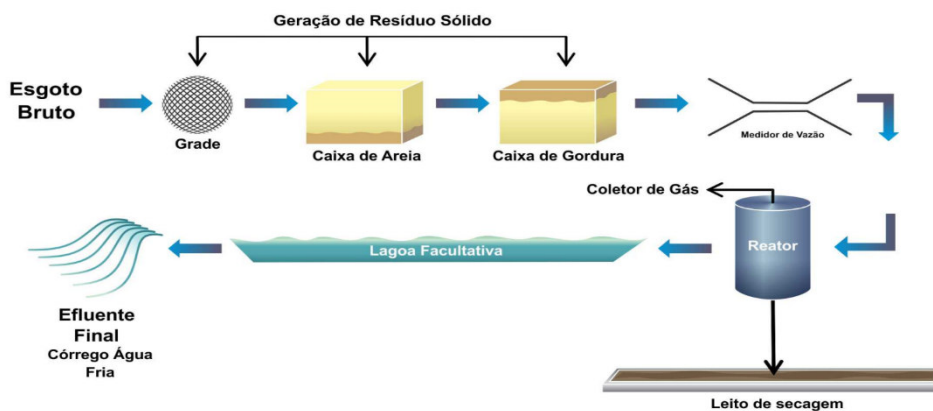 Geração de Resíduo Sólido
Esgoto
Bruto
Grade
Caixa de Areia
Caixa de Gordura
Medidor de Vazão
Coletor de Gás
Reator
Lagoa Facultativa
Efluente
Final
Córrego Água
Fria
Leito de secagem